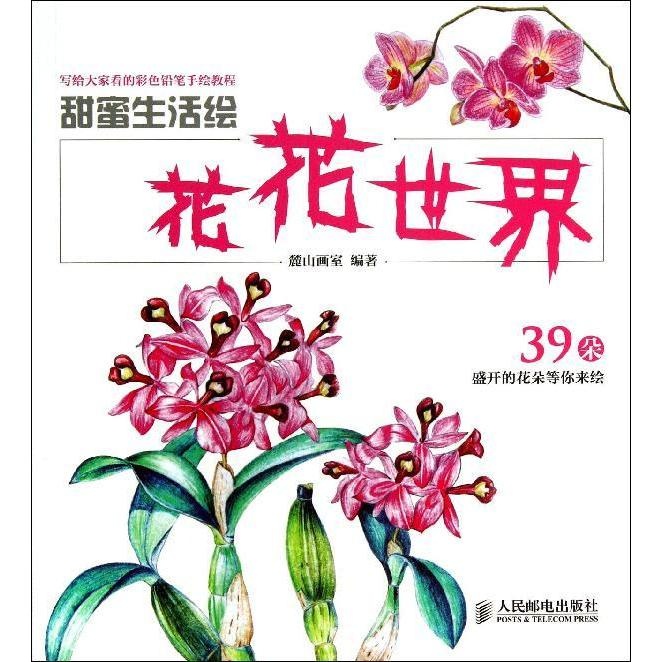 写给大家看的彩色铅笔手绘教程
甜蜜生活绘
花花世界
麓山画室 编著
39朵
盛开的花朵等你来绘
人民邮电出版社
POSTS & TELECOM PRESS